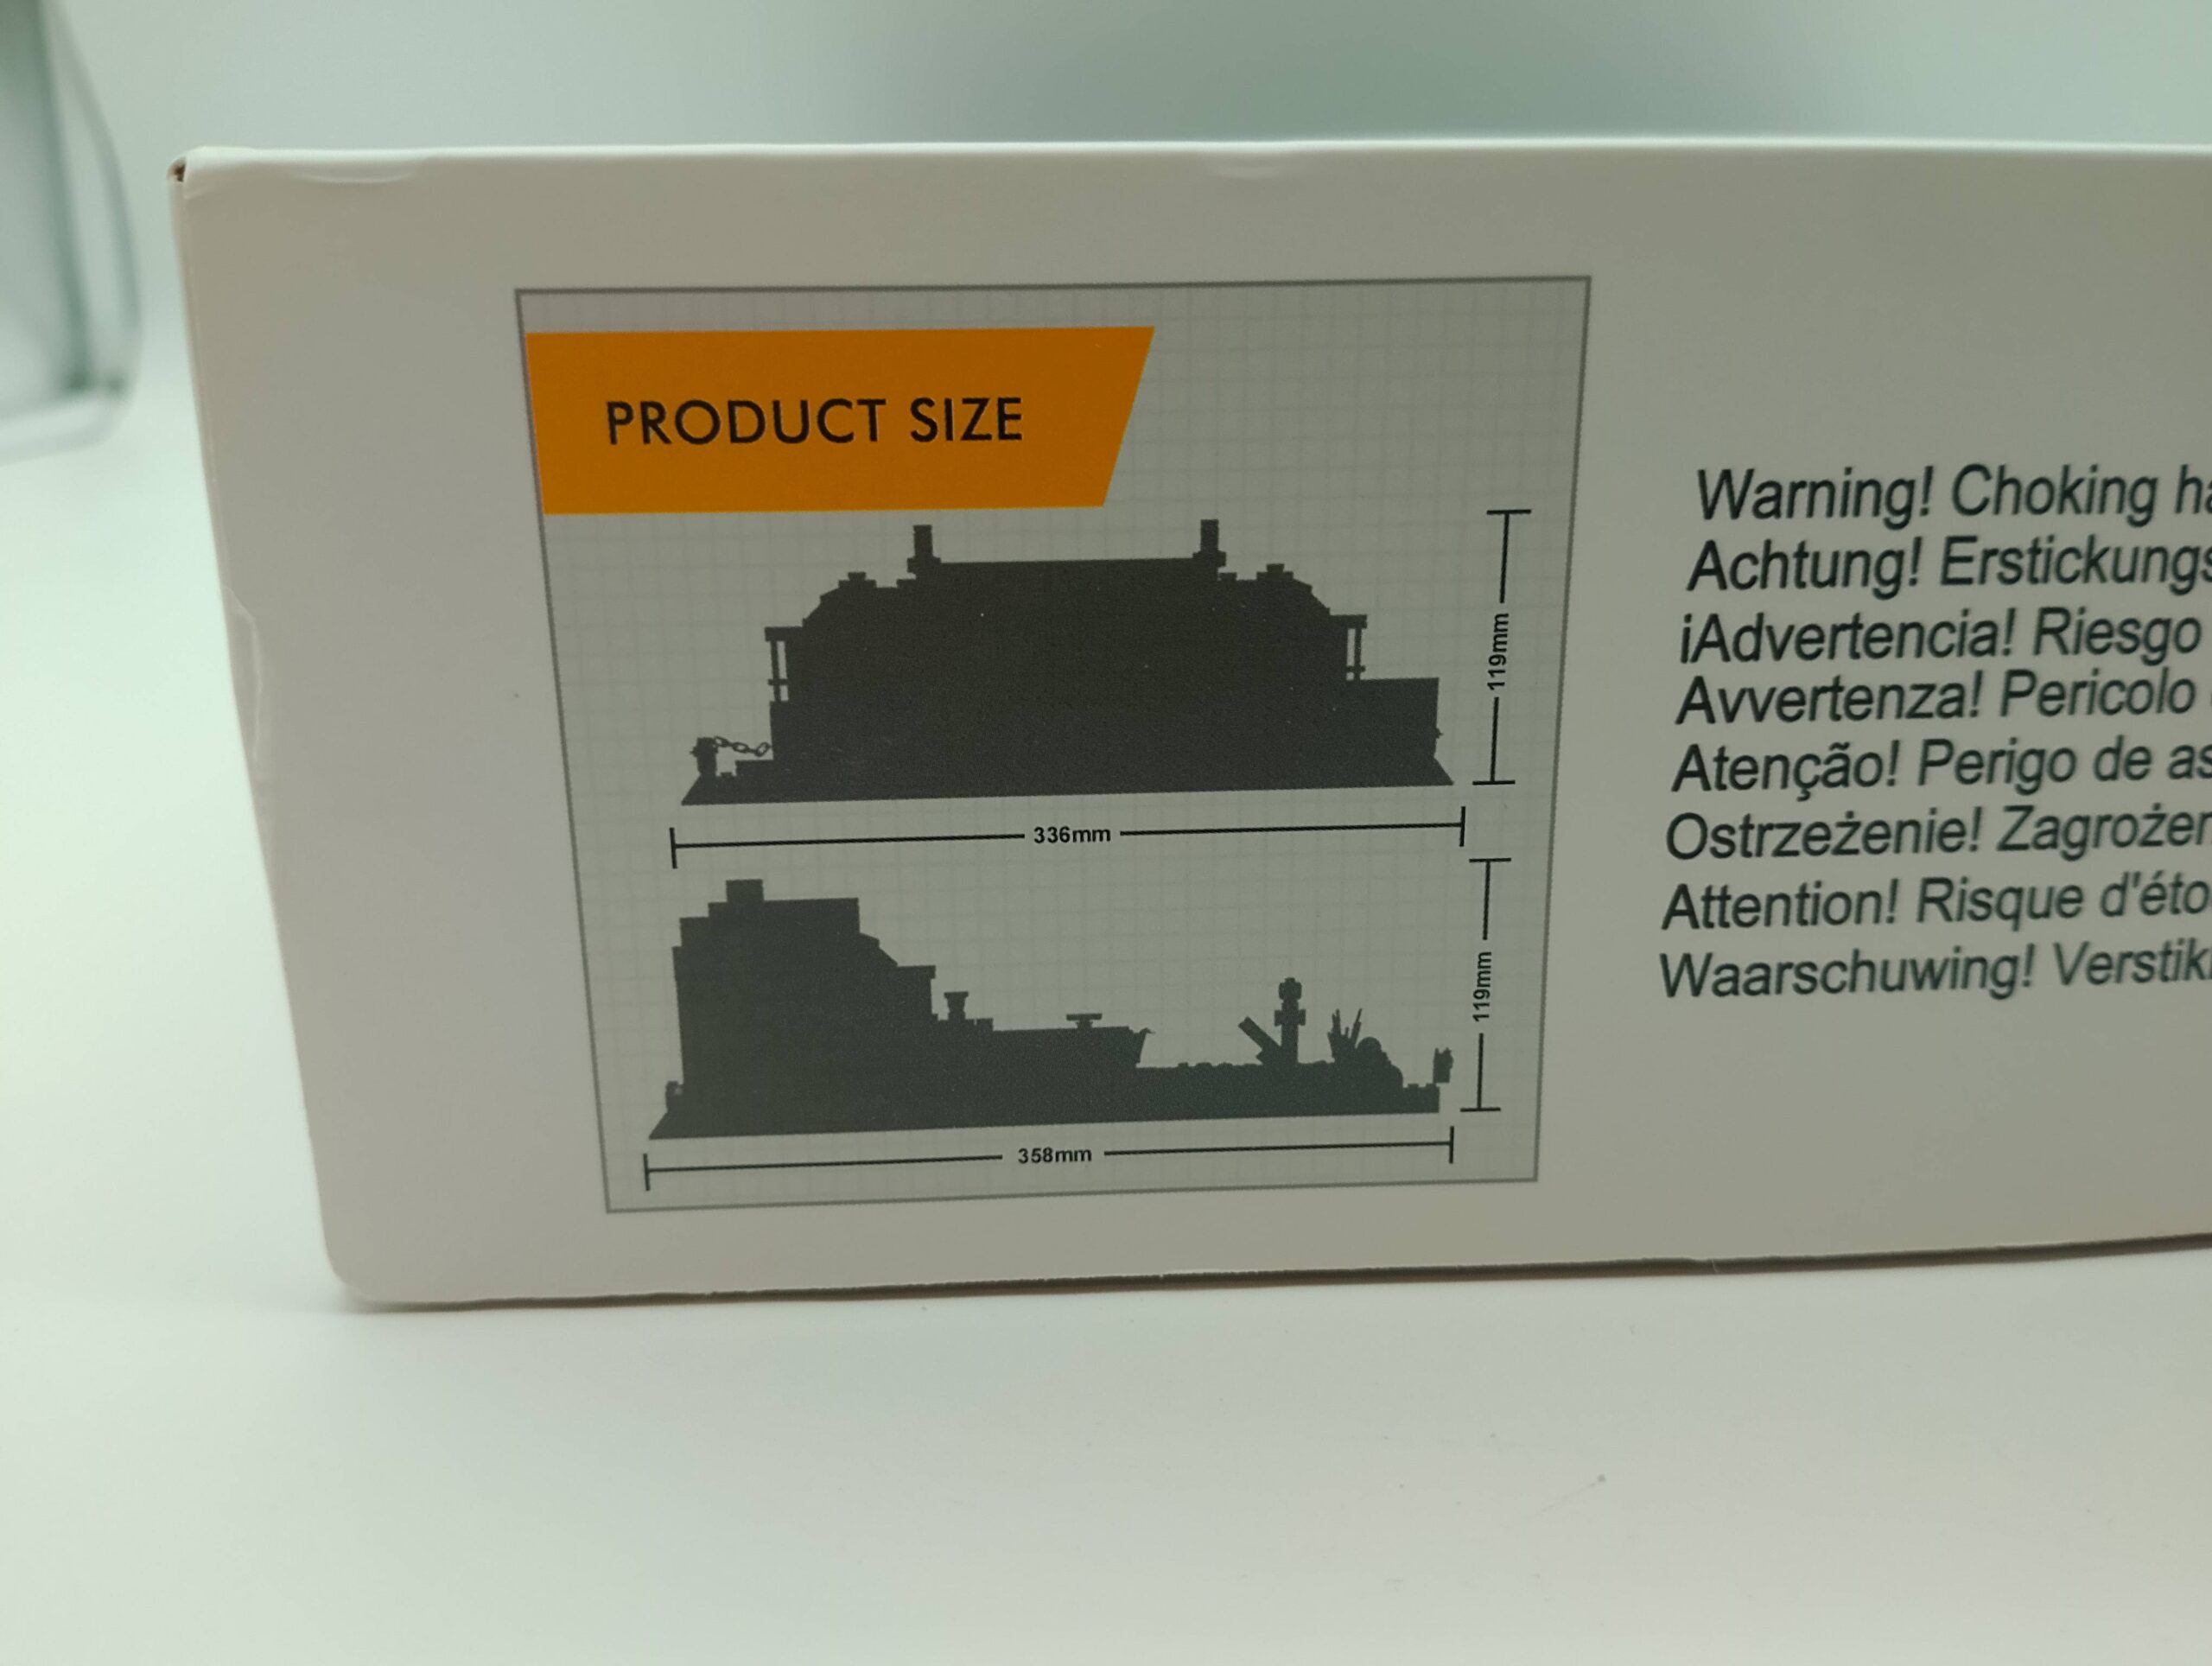 PRODUCT SIZE
119mm
336mm
119mm
358mm
Warning! Choking
Achtung!
¡Advertencia! Riesgo
Avvertenza! Pericolo
Atenção! Perigo de
Ostrzeżenie!
Attention! Risque
Waarschuwing!